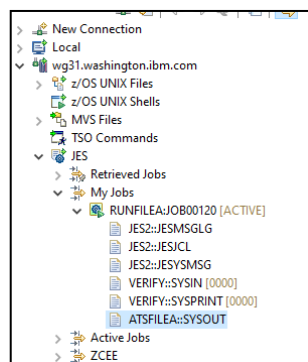 New Connection
Local
wg31.washington.ibm.com
z/OS UNIX Files
z/OS UNIX Shells
MVS Files
TSO Commands
JES
Retrieved Jobs
My Jobs
RUNFILEA:JOB00120 [ACTIVE]
JES2::JESMSGLG
JES2::JESJCL
JES2::JESYSMSG
VERIFY::SYSIN [0000]
VERIFY::SYSPRINT [0000]
ATSFILEA::SYSOUT
Active Jobs
ZCEE